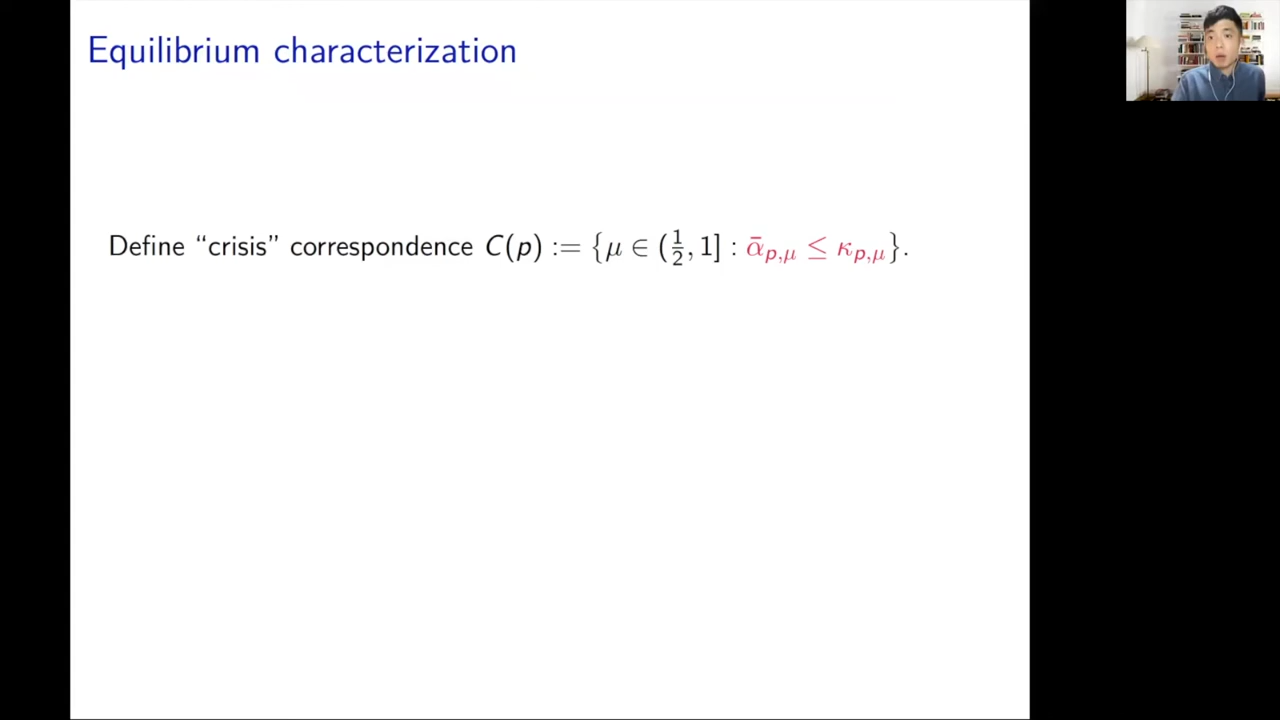 Equilibrium characterization
Define “crisis” correspondence C(p) := {μ ∈ (½, 1] : ᾱ_{p,μ} ≤ κ_{p,μ}}.